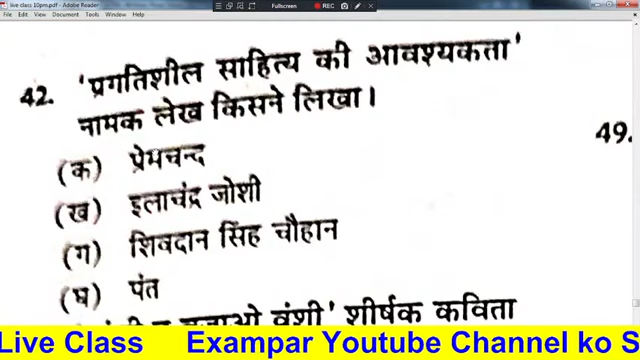 live class 10pm.pdf - Adobe Reader
Fullscreen
REC
File Edit View Document Tools Window Help
42. 'प्रगतिशील साहित्य की आवश्यकता'
नामक लेख किसने लिखा।
49.
(क) प्रेमचन्द
(ख) इलाचंद्र जोशी
(ग) शिवदान सिंह चौहान
(घ) पंत
वंशी' शीर्षक कविता
Live Class Exampar Youtube Channel ko S